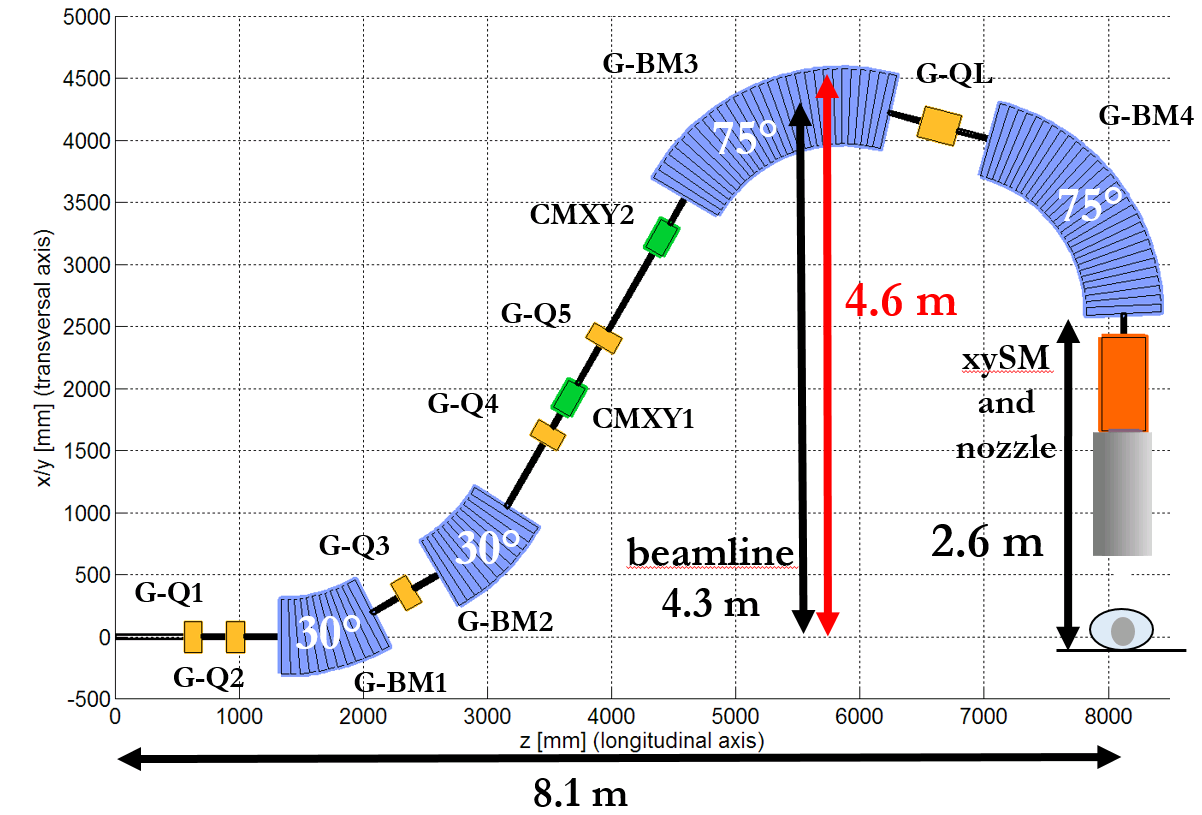 5000
4500
4000
3500
3000
2500
2000
1500
1000
500
0
-500
x/y [mm] (transversal axis)
G-BM3
G-QL
G-BM4
75°
75°
CMXY2
4.6 m
G-Q5
xySM
and
nozzle
G-Q4
CMXY1
2.6 m
G-Q3
30°
beamline
4.3 m
G-Q1
30°
G-BM2
G-Q2
G-BM1
0
1000
2000
3000
4000
5000
6000
7000
8000
z [mm] (longitudinal axis)
8.1 m